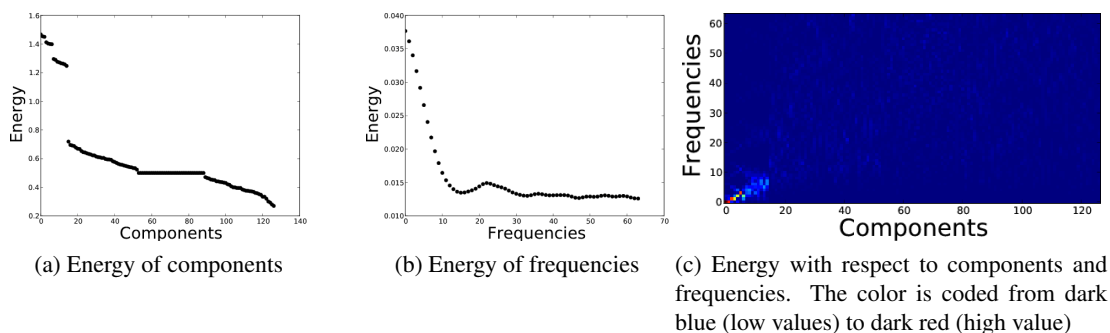 1.6
1.4
1.2
1.0
0.8
0.6
0.4
0.2
0 20 40 60 80 100 120 140
Energy
Components
(a) Energy of components
0.040
0.035
0.030
0.025
0.020
0.015
0.010
0 10 20 30 40 50 60 70
Energy
Frequencies
(b) Energy of frequencies
60
50
40
30
20
10
0
0 20 40 60 80 100 120 140
Frequencies
Components
(c) Energy with respect to components and
frequencies. The color is coded from dark
blue (low values) to dark red (high value)